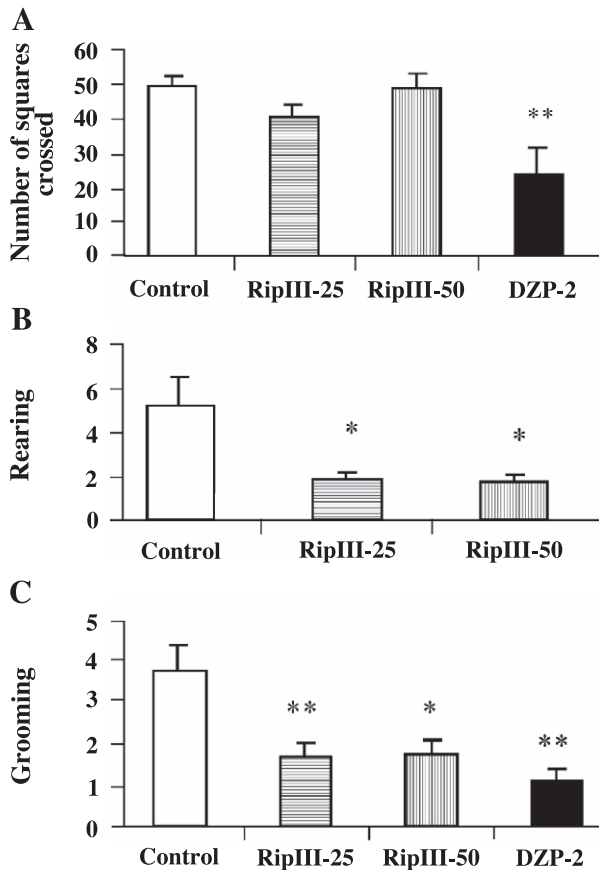 A
Number of squares
crossed
60
50
40
30
20
10
0
**
Control RipIII-25 RipIII-50 DZP-2
B
Rearing
8
6
4
2
0
* *
Control RipIII-25 RipIII-50
C
Grooming
5
4
3
2
1
0
** * **
Control RipIII-25 RipIII-50 DZP-2